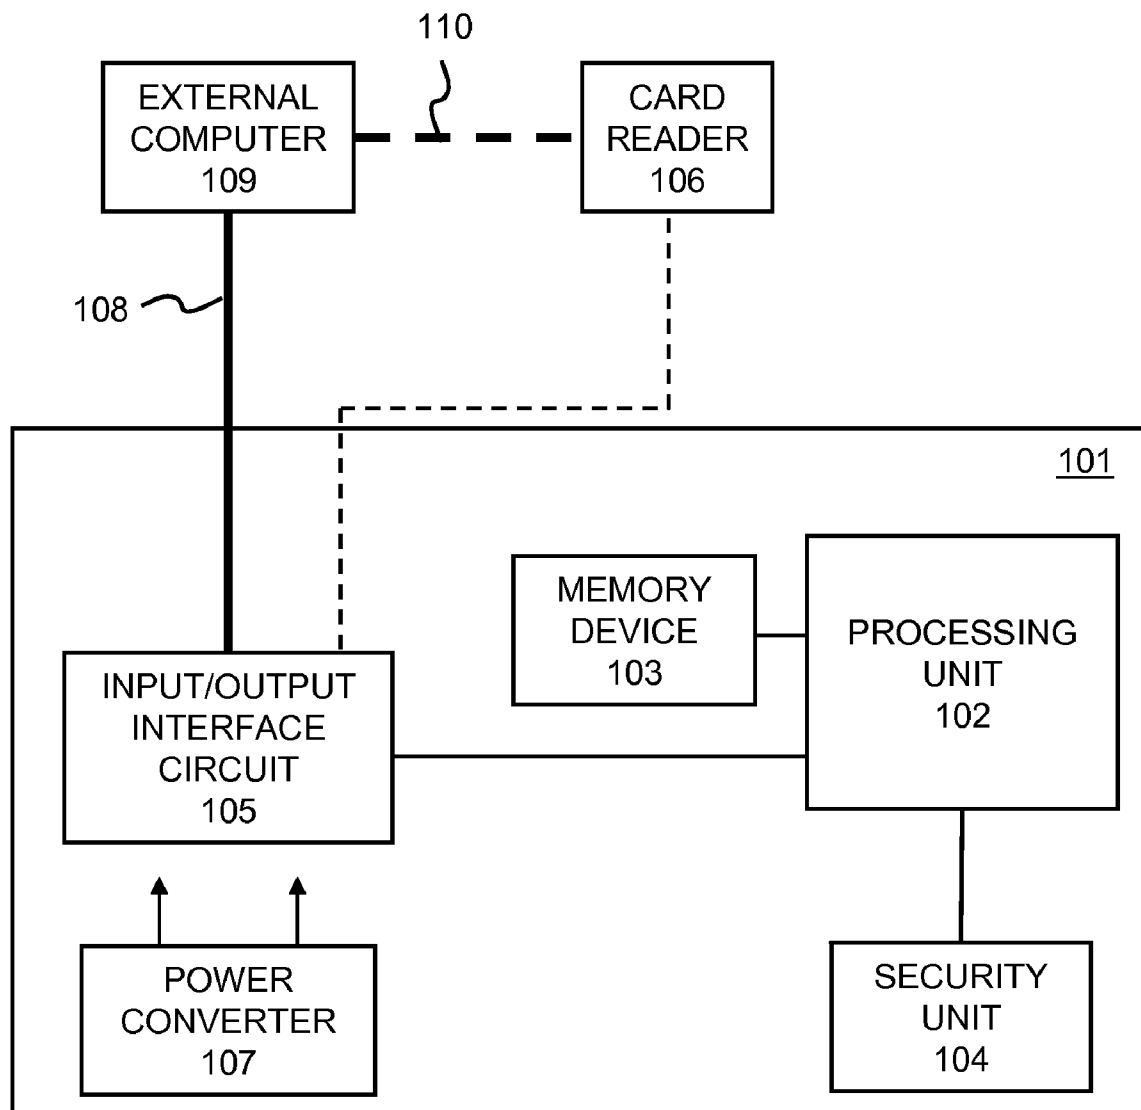 110
EXTERNAL
COMPUTER
109
CARD
READER
106
108
101
MEMORY
DEVICE
103
PROCESSING
UNIT
102
INPUT/OUTPUT
INTERFACE
CIRCUIT
105
POWER
CONVERTER
107
SECURITY
UNIT
104